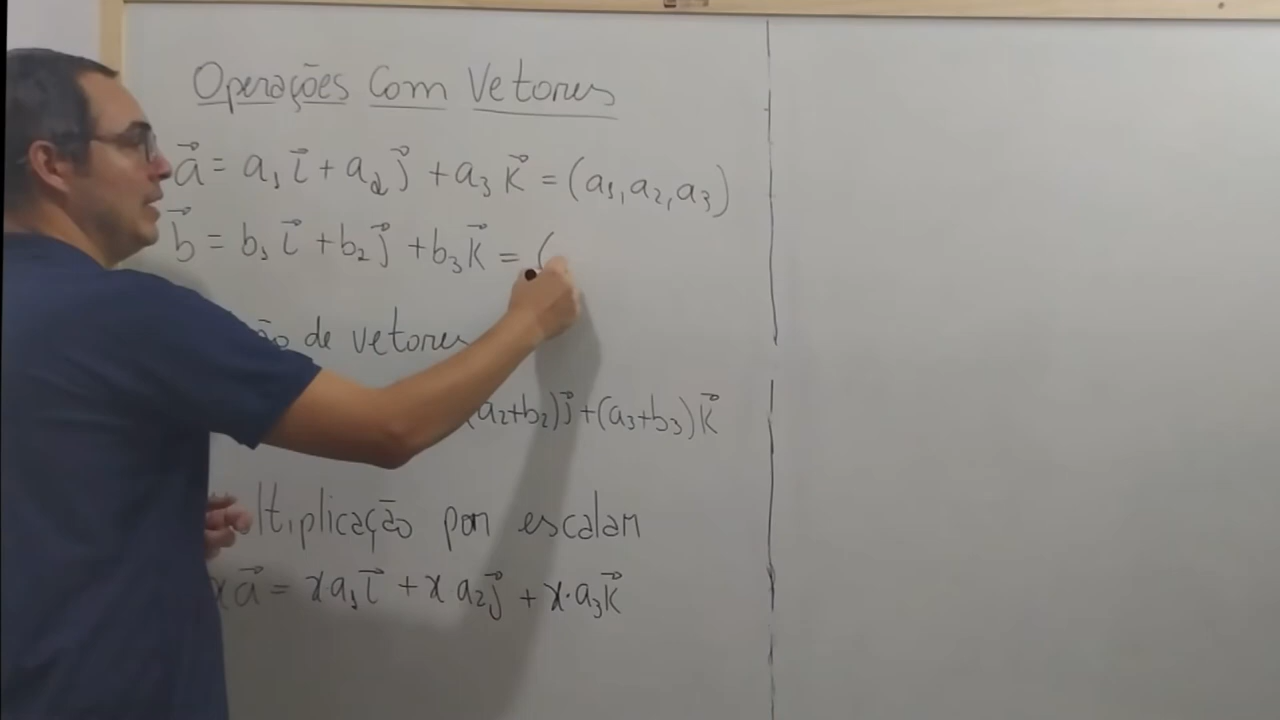 Operações Com Vetores
a⃗ = a₁ i⃗ + a₂ j⃗ + a₃ k⃗ = (a₁, a₂, a₃)
b⃗ = b₁ i⃗ + b₂ j⃗ + b₃ k⃗ = (
de vetores
a₂+b₂) j⃗ + (a₃+b₃) k⃗
ltiplicação por escalar
x a⃗ = x·a₁ i⃗ + x·a₂ j⃗ + x·a₃ k⃗